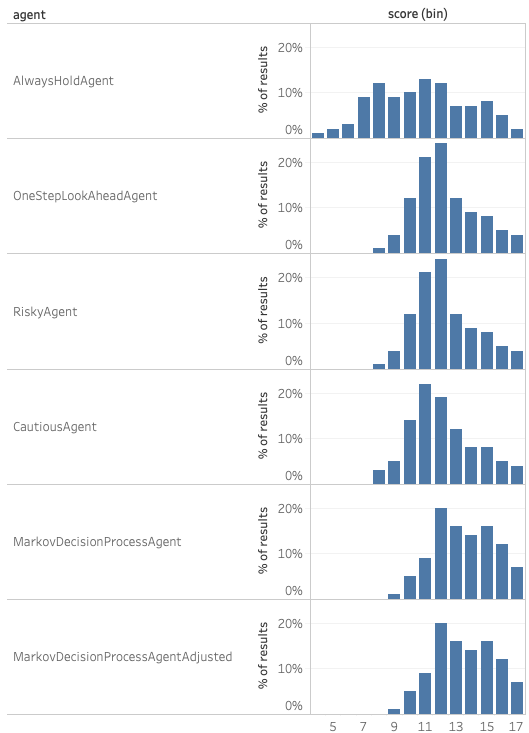 agent score (bin)
AlwaysHoldAgent
% of results
20%
10%
0%
OneStepLookAheadAgent
% of results
20%
10%
0%
RiskyAgent
% of results
20%
10%
0%
CautiousAgent
% of results
20%
10%
0%
MarkovDecisionProcessAgent
% of results
20%
10%
0%
MarkovDecisionProcessAgentAdjusted
% of results
20%
10%
0%
5 7 9 11 13 15 17